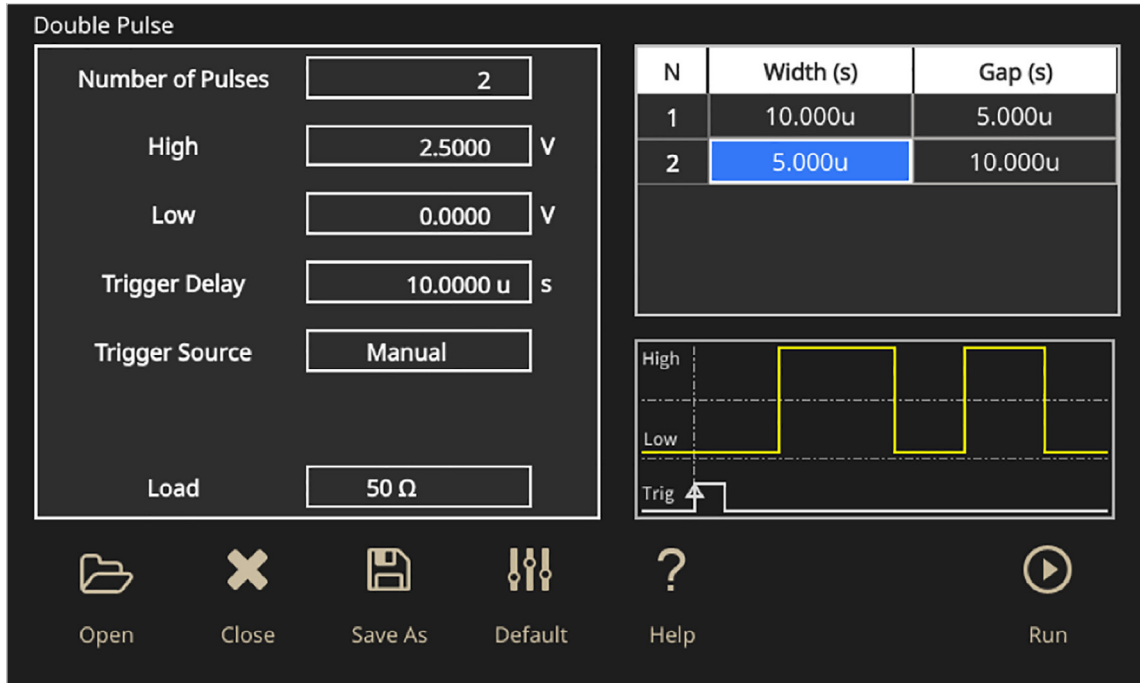 Double Pulse
Number of Pulses 2
High 2.5000 V
Low 0.0000 V
Trigger Delay 10.0000 u s
Trigger Source Manual
Load 50 Ω
N Width (s) Gap (s)
1 10.000u 5.000u
2 5.000u 10.000u
High
Low
Trig
Open Close Save As Default Help Run